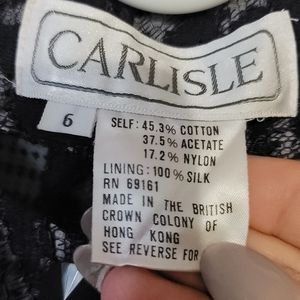 CARLISLE
6
SELF: 45.3% COTTON
37.5% ACETATE
17.2% NYLON
LINING: 100% SILK
RN 69161
MADE IN THE BRITISH
CROWN COLONY OF
HONG KONG
SEE REVERSE FOR